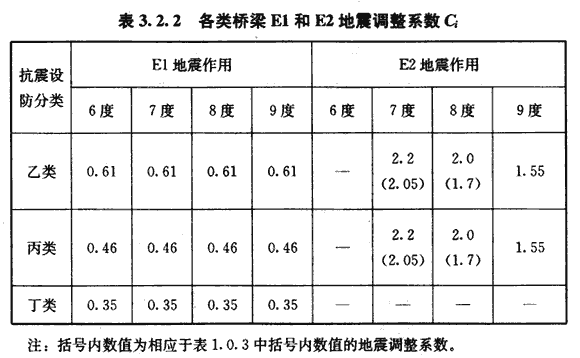 表 3.2.2 各类桥梁 E1 和 E2 地震调整系数 Ci
抗震设防分类 E1 地震作用 E2 地震作用
6度 7度 8度 9度 6度 7度 8度 9度
乙类 0.61 0.61 0.61 0.61 — 2.2 (2.05) 2.0 (1.7) 1.55
丙类 0.46 0.46 0.46 0.46 — 2.2 (2.05) 2.0 (1.7) 1.55
丁类 0.35 0.35 0.35 0.35 — — — —
注：括号内数值为相应于表 1.0.3 中括号内数值的地震调整系数。